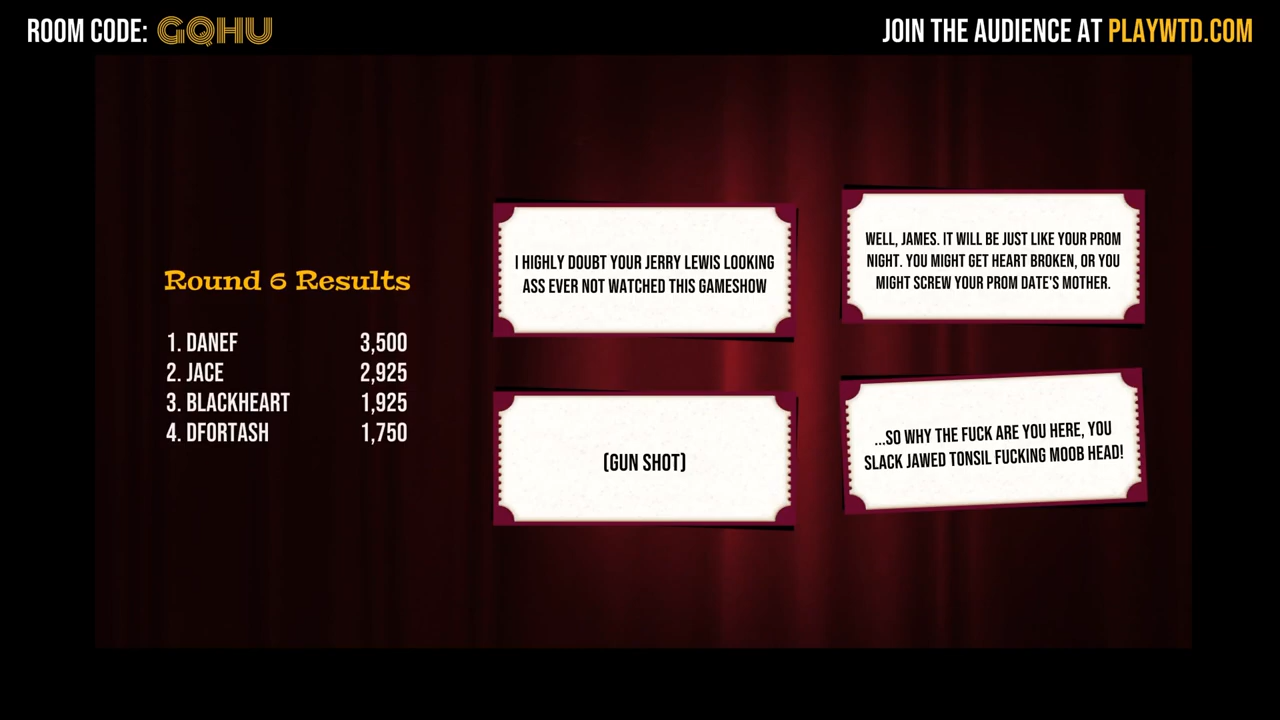 ROOM CODE: GQHU
JOIN THE AUDIENCE AT PLAYWTD.COM
Round 6 Results
1. DANEF 3,500
2. JACE 2,925
3. BLACKHEART 1,925
4. DFORTASH 1,750
I HIGHLY DOUBT YOUR JERRY LEWIS LOOKING
ASS EVER NOT WATCHED THIS GAMESHOW
WELL, JAMES. IT WILL BE JUST LIKE YOUR PROM
NIGHT. YOU MIGHT GET HEART BROKEN, OR YOU
MIGHT SCREW YOUR PROM DATE'S MOTHER.
(GUN SHOT)
...SO WHY THE FUCK ARE YOU HERE, YOU
SLACK JAWED TONSIL FUCKING MOOB HEAD!